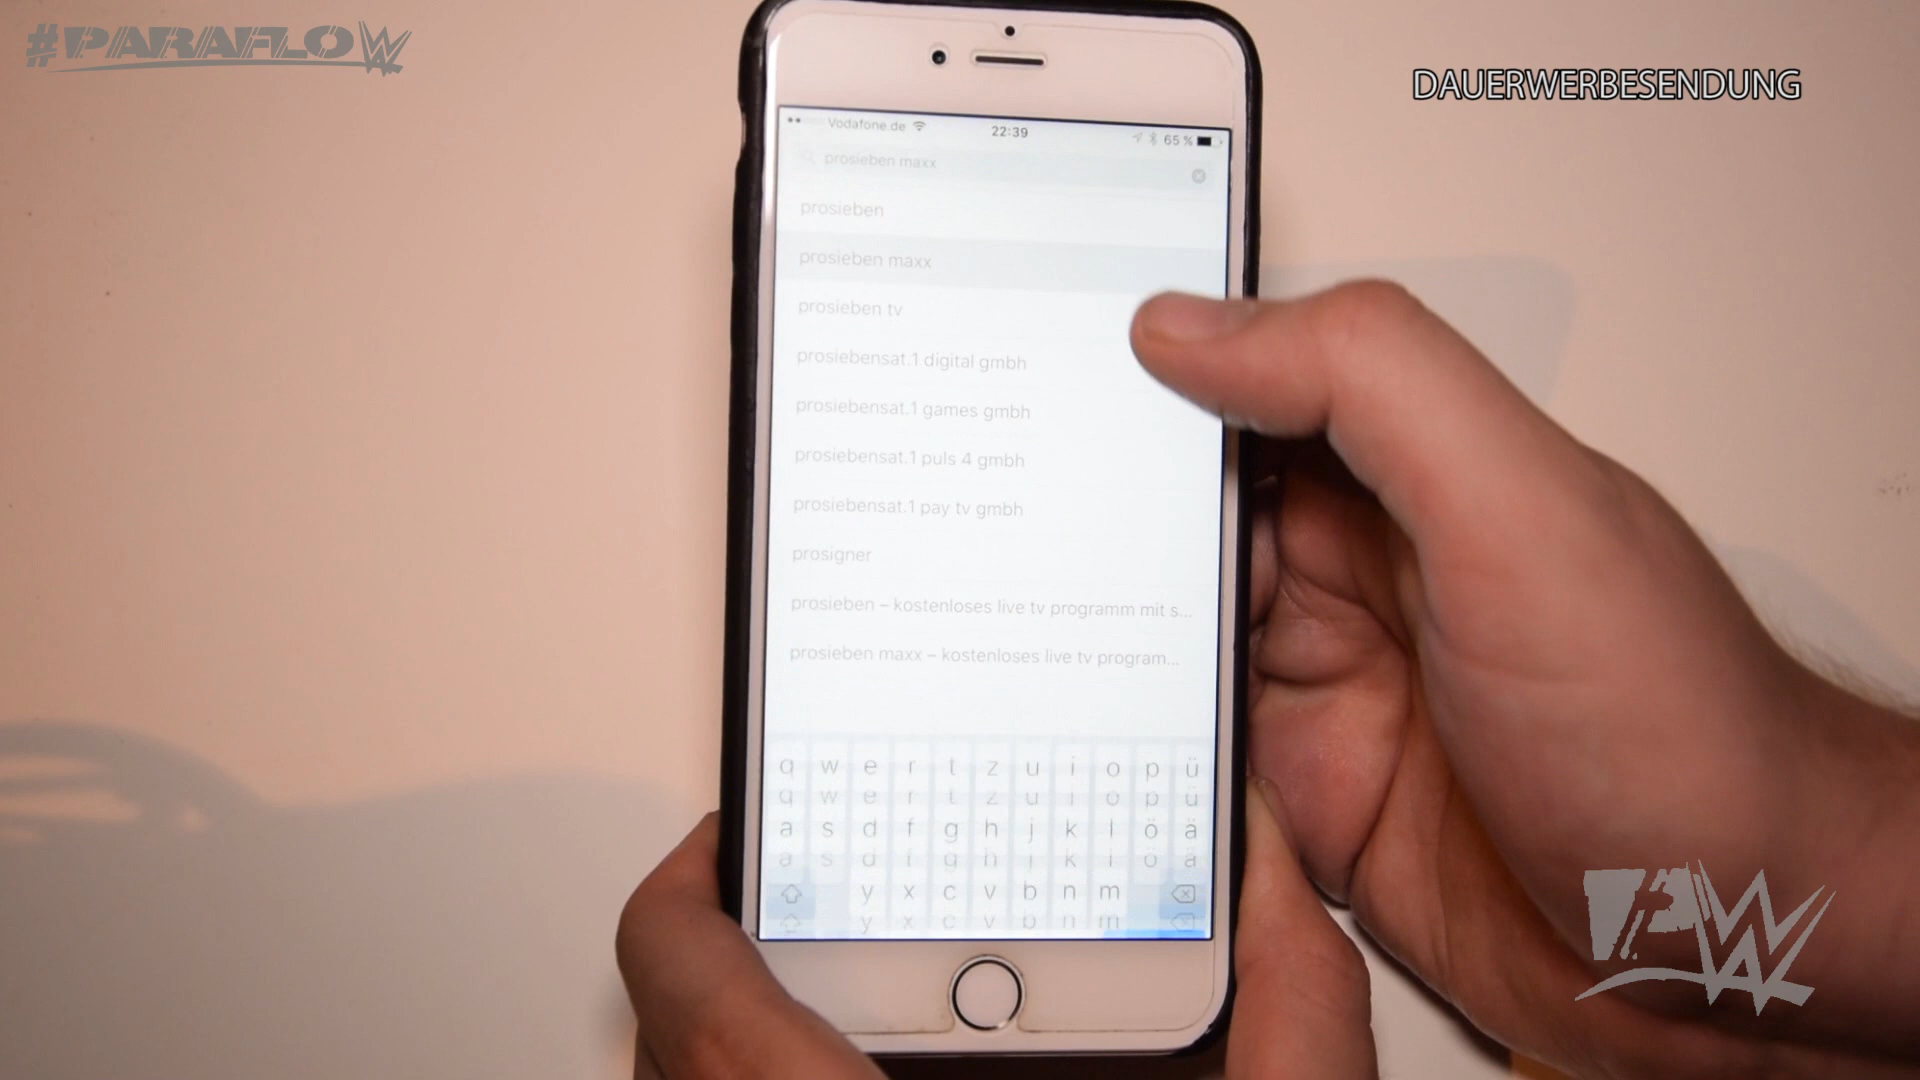 #PARAFLOW
DAUERWERBESENDUNG
Vodafone.de
22:39
65 %
prosieben maxx
prosieben
prosieben maxx
prosieben tv
prosiebensat.1 digital gmbh
prosiebensat.1 games gmbh
prosiebensat.1 puls 4 gmbh
prosiebensat.1 pay tv gmbh
prosigner
prosieben – kostenloses live tv programm mit s...
prosieben maxx – kostenloses live tv program...
q w e r t z u i o p ü
q w e r t z u i o p ü
a s d f g h j k l ö ä
a s d f g h j k l ö ä
y x c v b n m
y x c v b n m
PW